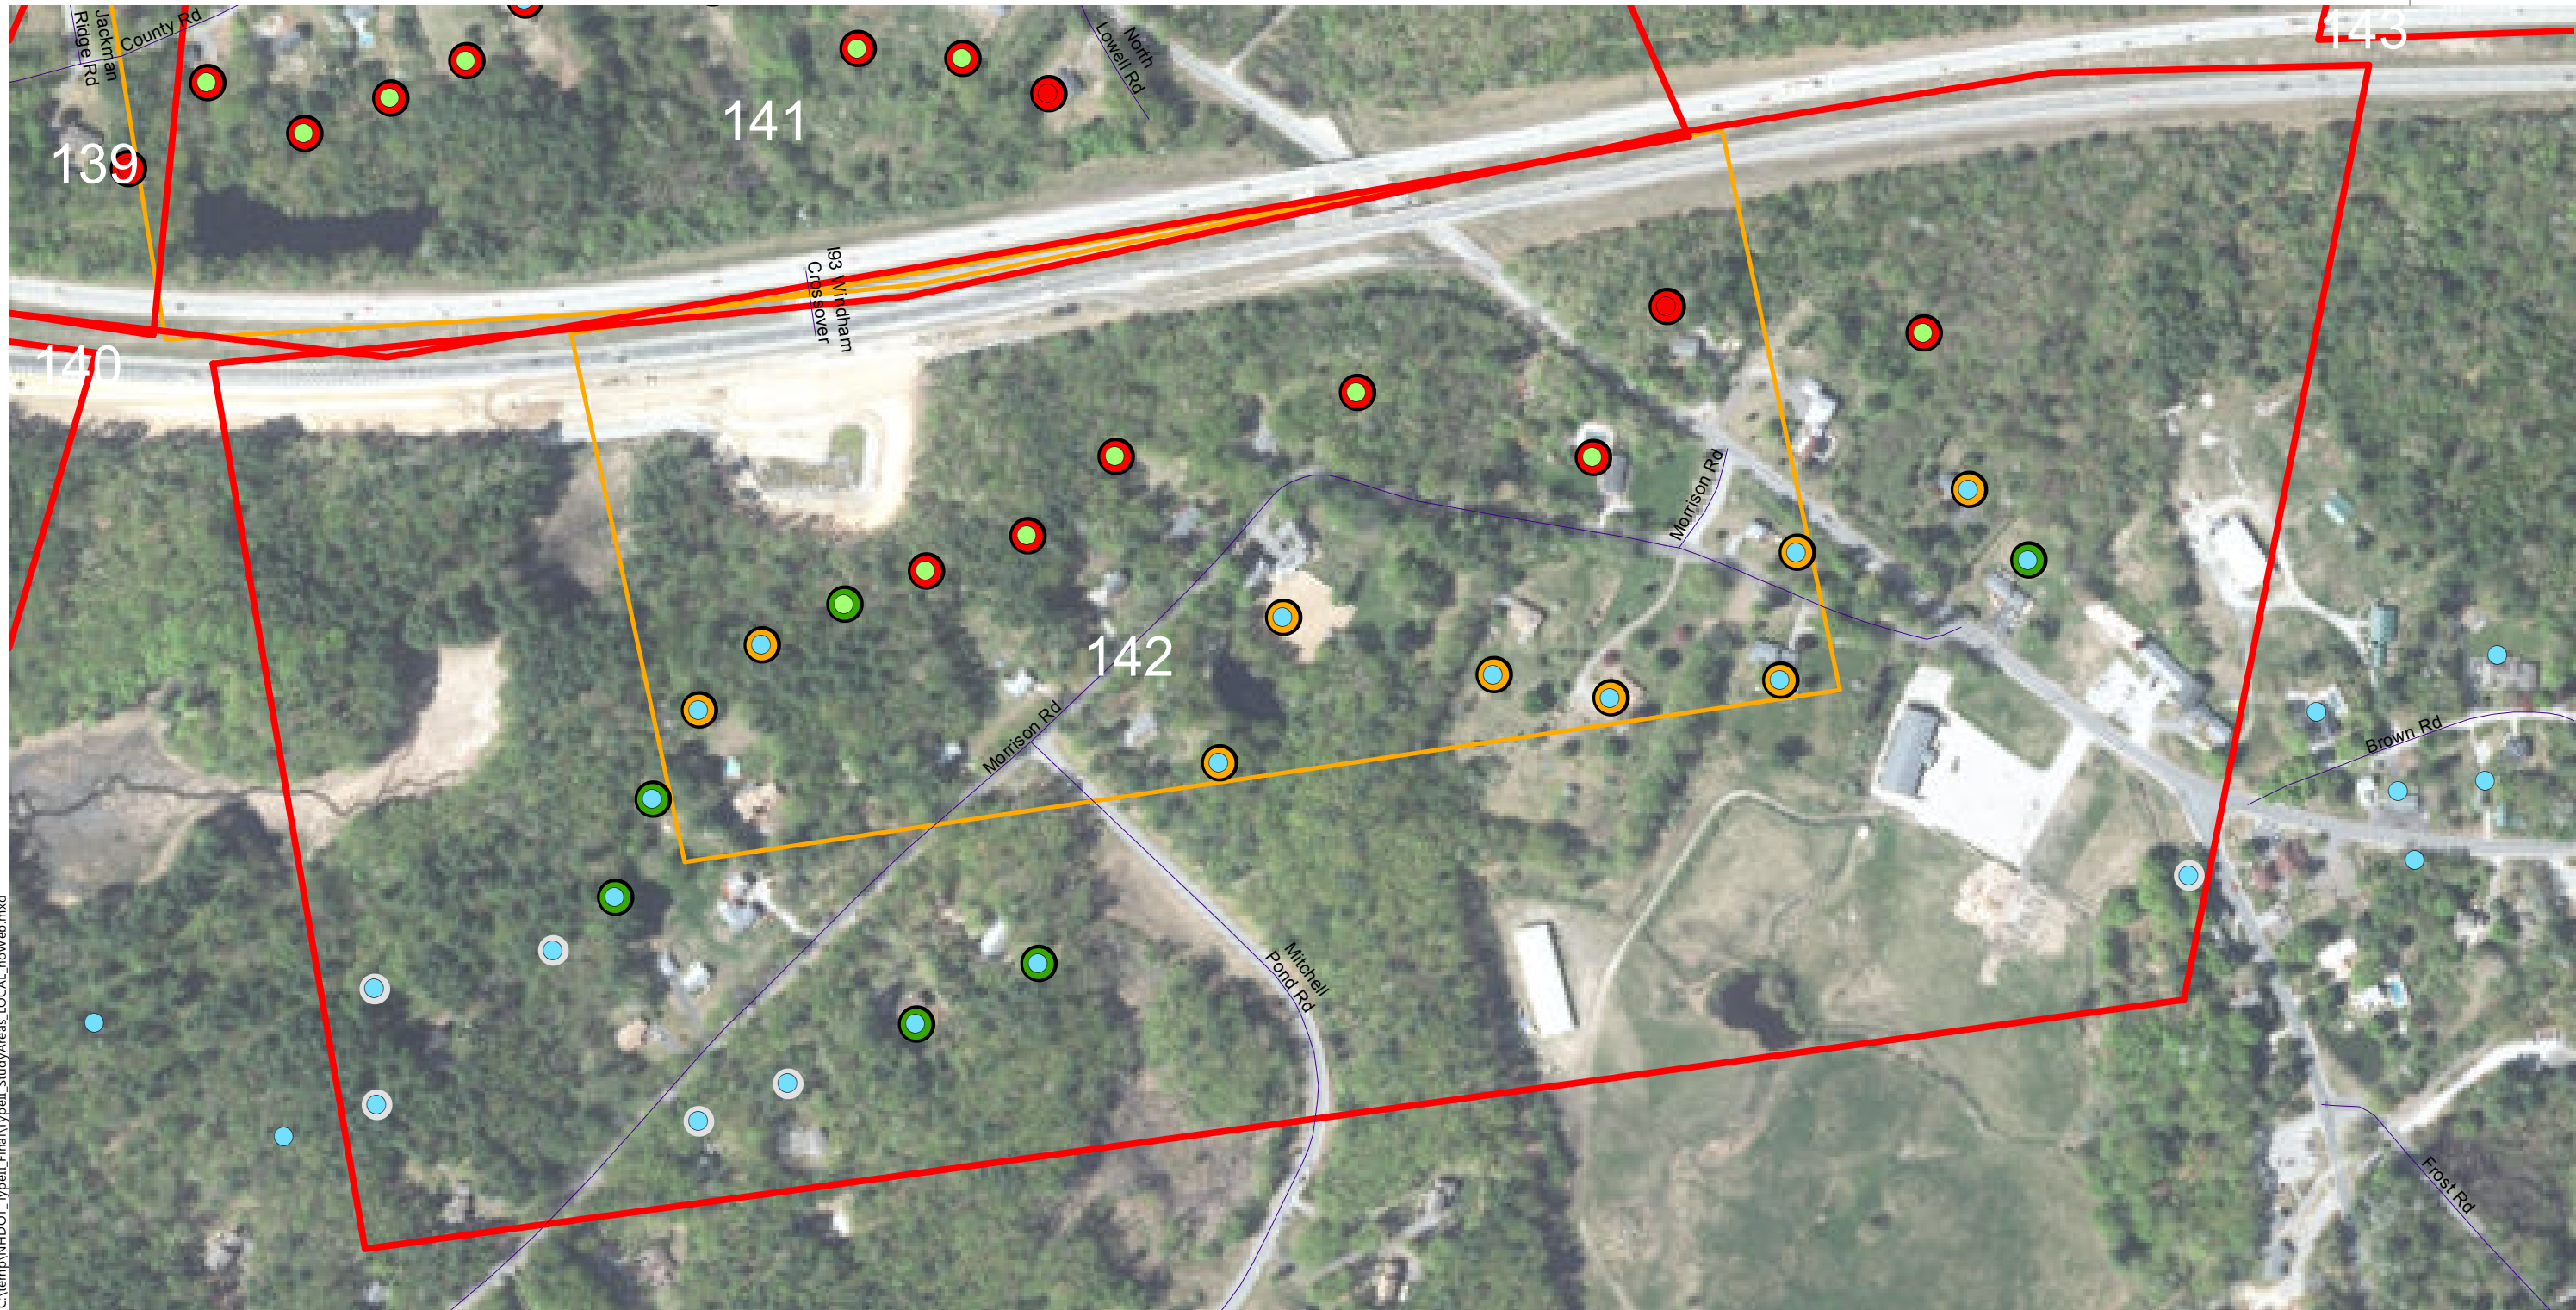 County Rd
Jackman
Ridge Rd
North
Lowell Rd
143
141
139
I93 Windham
Crossover
140
Morrison Rd
142
Morrison Rd
Brown Rd
Mitchell
Pond Rd
Frost Rd